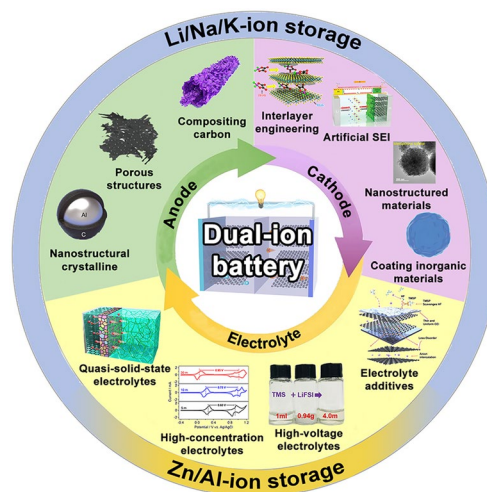 Li/Na/K-ion storage
Compositing
carbon
Interlayer
engineering
Artificial SEI
Porous
structures
Nanostructured
materials
Anode
Cathode
Al
C
Dual-ion
battery
Nanostructural
crystalline
Coating inorganic
materials
Electrolyte
Quasi-solid-state
electrolytes
Electrolyte
additives
TMS + LiFSI
1ml 0.94g 4.0m
High-concentration
electrolytes
High-voltage
electrolytes
Zn/Al-ion storage